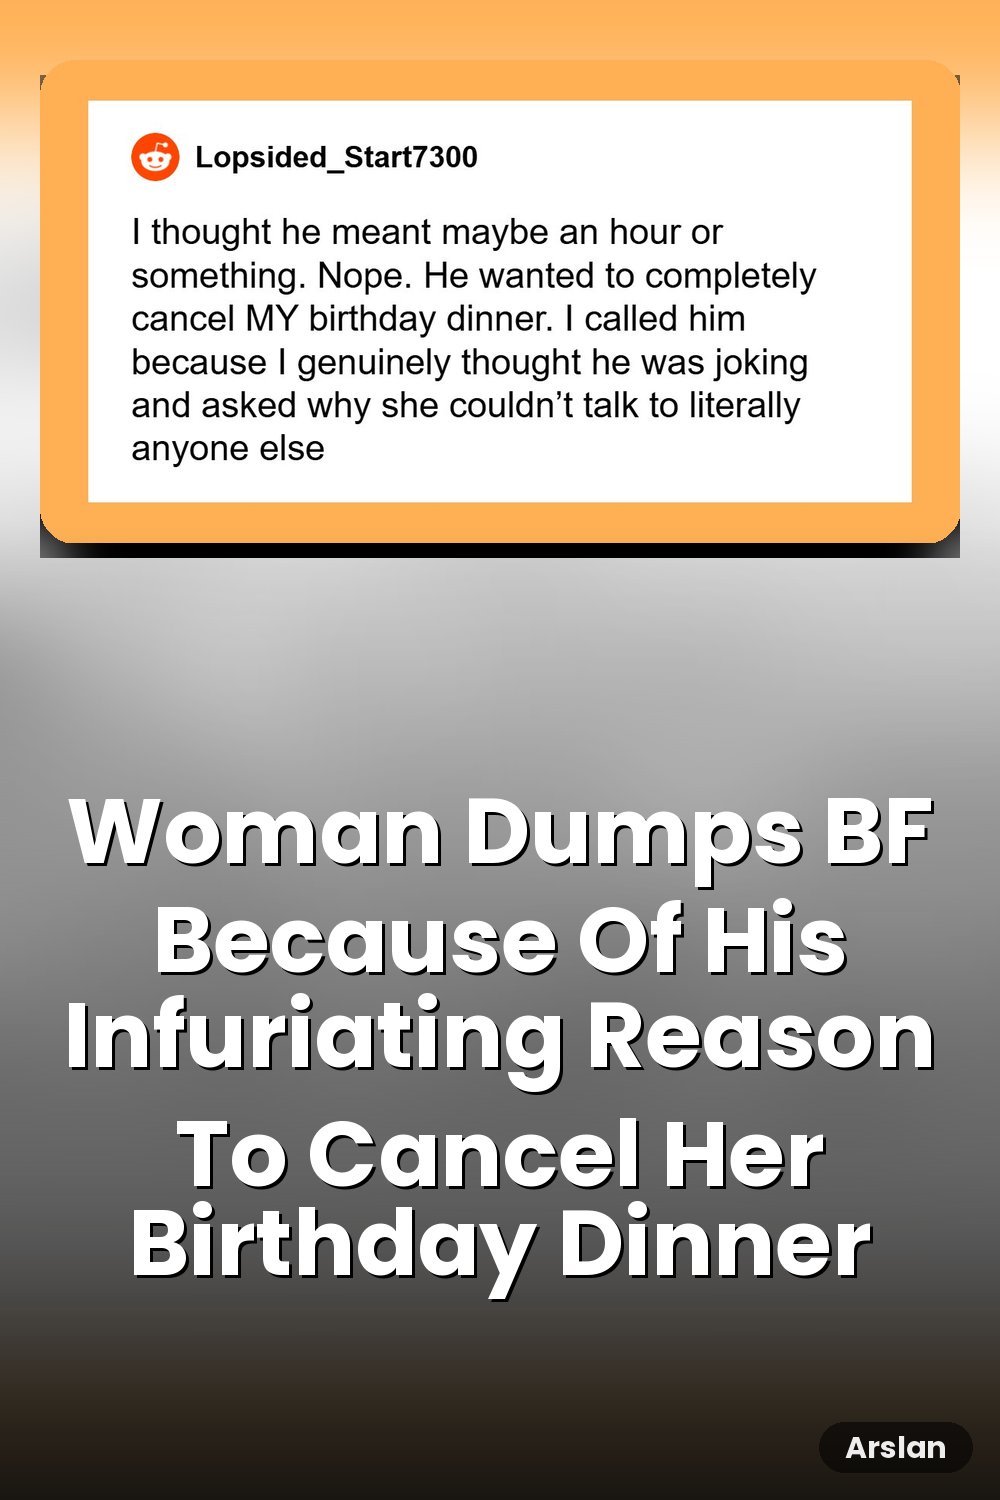 Lopsided_Start7300
I thought he meant maybe an hour or
something. Nope. He wanted to completely
cancel MY birthday dinner. I called him
because I genuinely thought he was joking
and asked why she couldn’t talk to literally
anyone else
Woman Dumps BF
Because Of His
Infuriating Reason
To Cancel Her
Birthday Dinner
Arslan